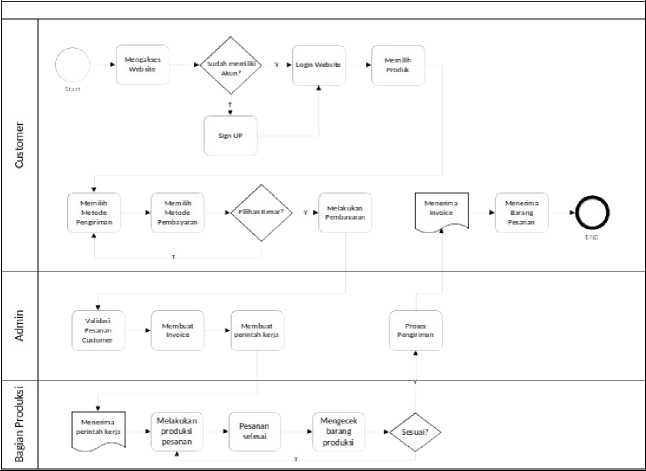 Customer
Start
Mengakses
Website
Sudah memiliki
Akun?
Y
Login Website
Memilih
Produk
T
Sign UP
Memilih
Metode
Pengiriman
Memilih
Metode
Pembayaran
Pilihan Benar?
Y
Melakukan
Pembayaran
Menerima
Invoice
Menerima
Barang
Pesanan
T
Admin
Validasi
Pesanan
Customer
Membuat
Invoice
Membuat
perintah kerja
Proses
Pengiriman
Y
Bagian Produksi
Menerima
perintah kerja
Melakukan
produksi
pesanan
Pesanan
selesai
Mengecek
barang
produksi
Sesuai?
T